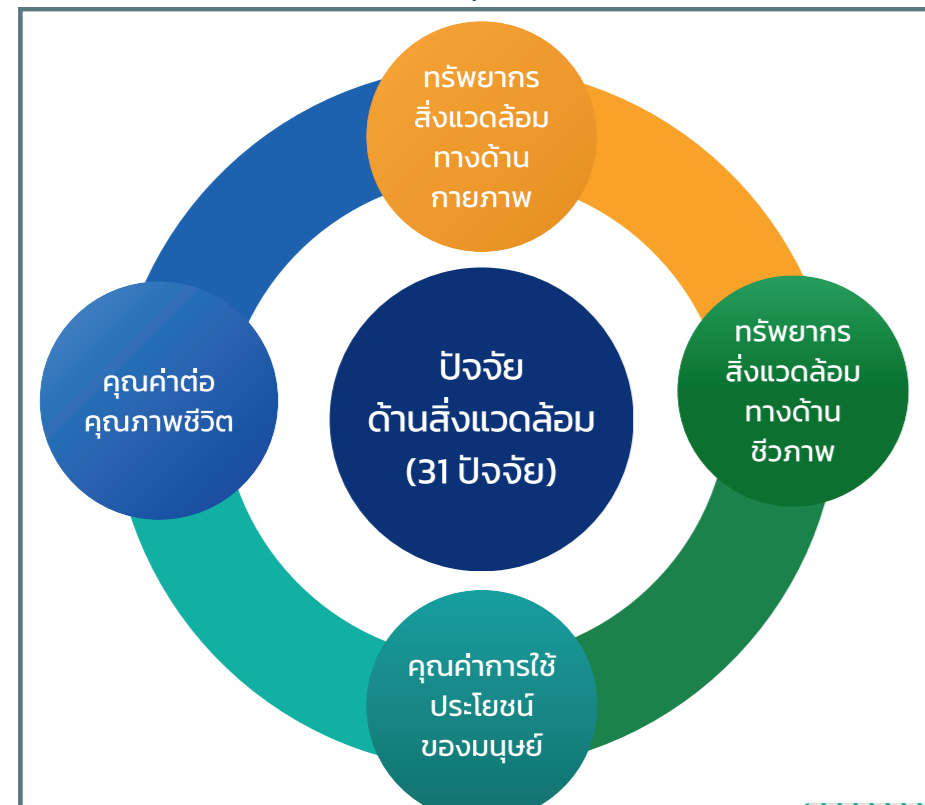 ทรัพยากร
สิ่งแวดล้อม
ทางด้าน
กายภาพ
ทรัพยากร
สิ่งแวดล้อม
ทางด้าน
ชีวภาพ
ปัจจัย
ด้านสิ่งแวดล้อม
(31 ปัจจัย)
คุณค่าต่อ
คุณภาพชีวิต
คุณค่าการใช้
ประโยชน์
ของมนุษย์